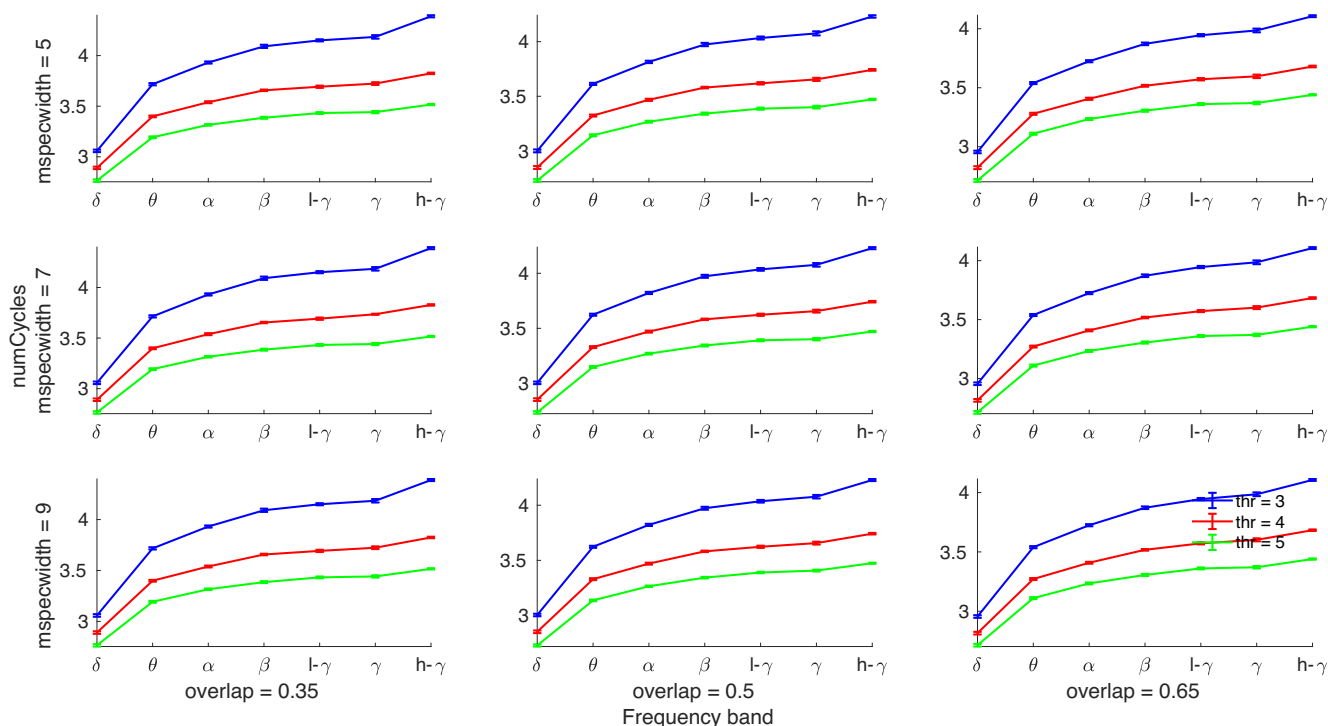 mspecwidth = 5
4
3.5
3
δ θ α β l-γ γ h-γ
4
3.5
3
δ θ α β l-γ γ h-γ
4
3.5
3
δ θ α β l-γ γ h-γ
numCycles
mspecwidth = 7
4
3.5
3
δ θ α β l-γ γ h-γ
4
3.5
3
δ θ α β l-γ γ h-γ
4
3.5
3
δ θ α β l-γ γ h-γ
mspecwidth = 9
4
3.5
3
δ θ α β l-γ γ h-γ
overlap = 0.35
4
3.5
3
δ θ α β l-γ γ h-γ
overlap = 0.5
Frequency band
4
3.5
3
thr = 3
thr = 4
thr = 5
δ θ α β l-γ γ h-γ
overlap = 0.65